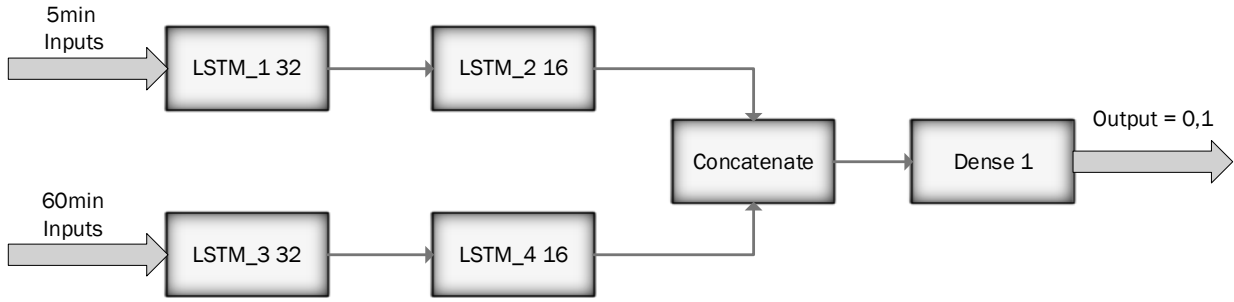 5min
Inputs
LSTM_1 32
LSTM_2 16
Concatenate
Dense 1
Output = 0,1
60min
Inputs
LSTM_3 32
LSTM_4 16